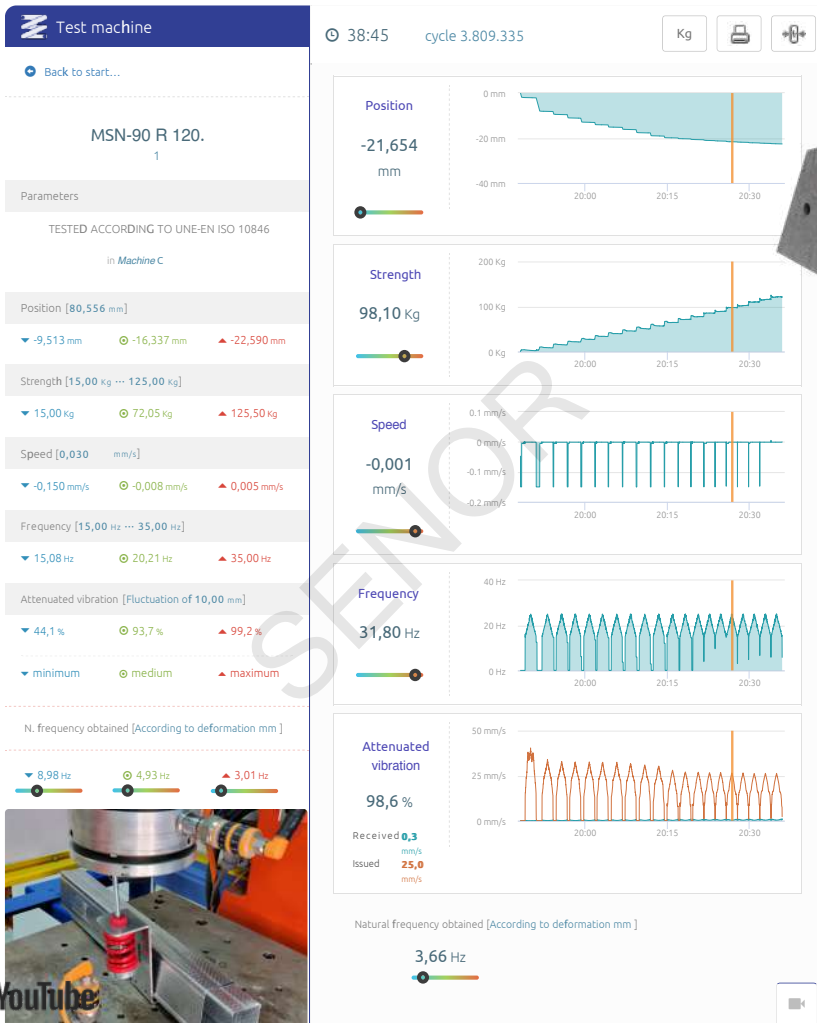 Test machine
Back to start...
MSN-90 R 120.
1
Parameters
TESTED ACCORDING TO UNE-EN ISO 10846
in Machine C
Position [80,556 mm]
-9,513 mm -16,337 mm -22,590 mm
Strength [15,00 Kg ··· 125,00 Kg]
15,00 Kg 72,05 Kg 125,50 Kg
Speed [0,030 mm/s]
-0,150 mm/s -0,008 mm/s 0,005 mm/s
Frequency [15,00 Hz ··· 35,00 Hz]
15,08 Hz 20,21 Hz 35,00 Hz
Attenuated vibration [Fluctuation of 10,00 mm]
44,1 % 93,7 % 99,2 %
minimum medium maximum
N. frequency obtained [According to deformation mm ]
8,98 Hz 4,93 Hz 3,01 Hz
YouTube
38:45 cycle 3.809.335 Kg
Position
-21,654
mm
0 mm
-20 mm
-40 mm
20:00 20:15 20:30
Strength
98,10 Kg
200 Kg
100 Kg
0 Kg
20:00 20:15 20:30
Speed
-0,001
mm/s
0.1 mm/s
0 mm/s
-0.1 mm/s
-0.2 mm/s
20:00 20:15 20:30
Frequency
31,80 Hz
40 Hz
20 Hz
0 Hz
20:00 20:15 20:30
Attenuated
vibration
98,6 %
Received 0,3
mm/s
Issued 25,0
mm/s
50 mm/s
25 mm/s
0 mm/s
20:00 20:15 20:30
Natural frequency obtained [According to deformation mm ]
3,66 Hz
SENOR